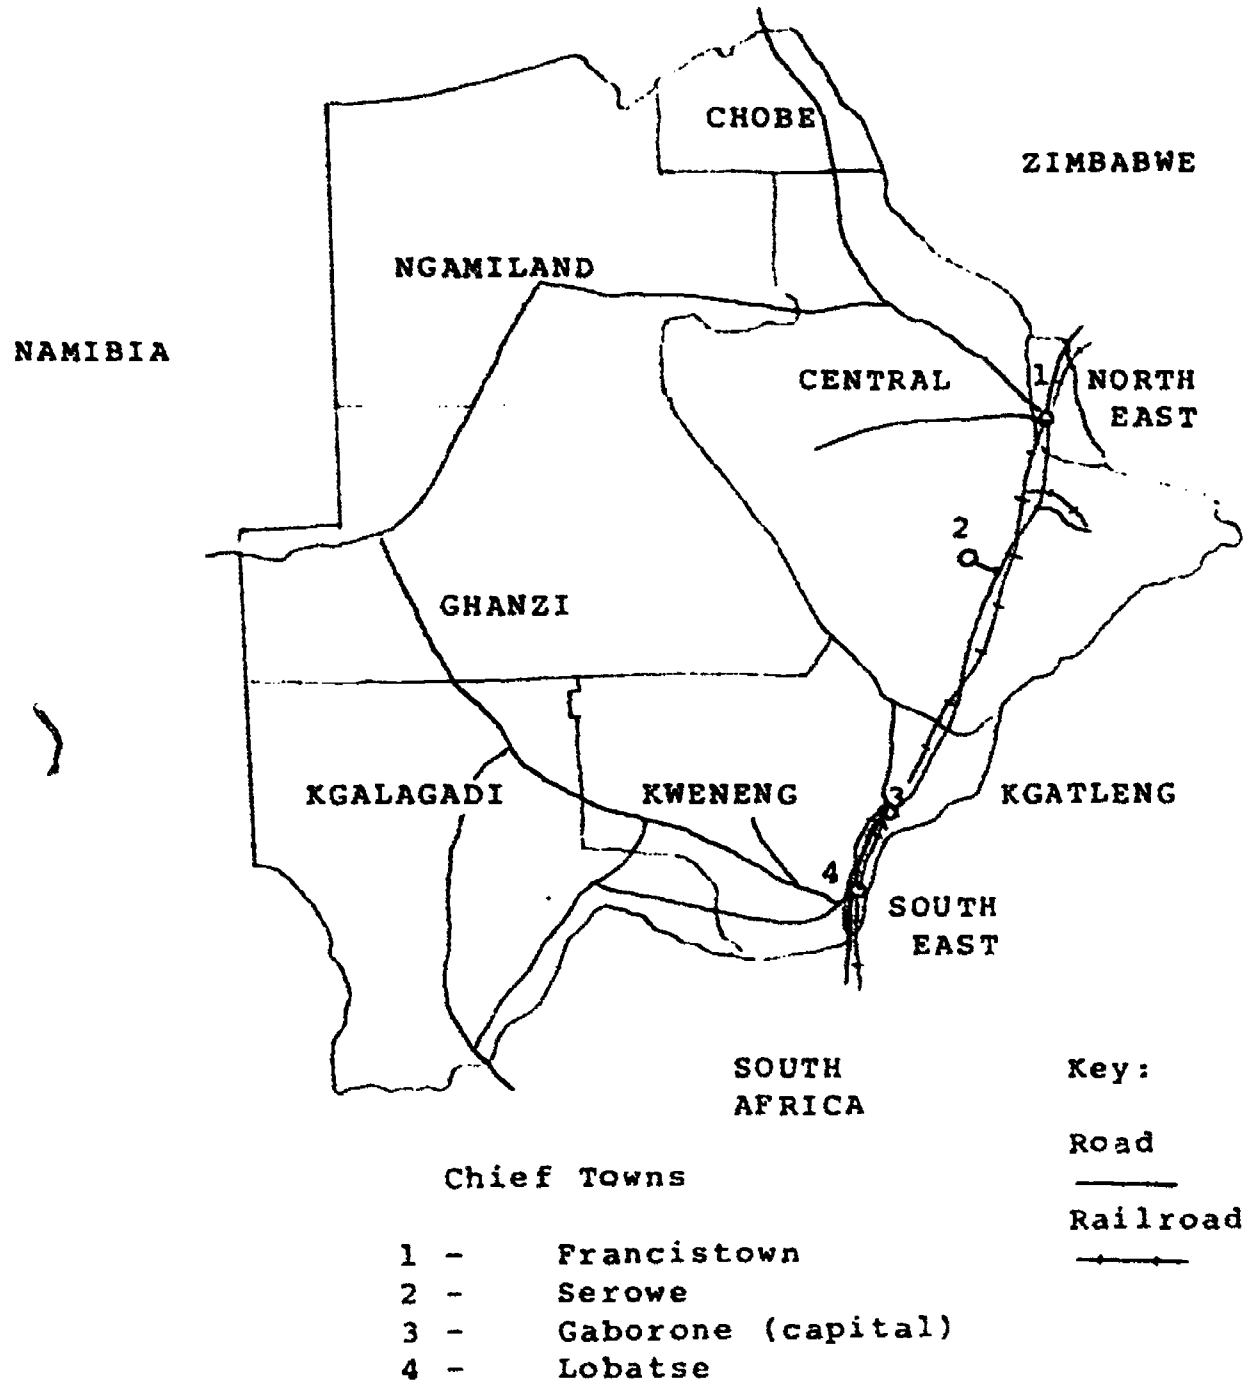 CHOBE
ZIMBABWE
NGAMILAND
NAMIBIA
CENTRAL
1
NORTH
EAST
2
GHANZI
KGALAGADI
KWENENG
3
KGATLENG
4
SOUTH
EAST
SOUTH
AFRICA
Key:
Road
Railroad
Chief Towns
1 - Francistown
2 - Serowe
3 - Gaborone (capital)
4 - Lobatse